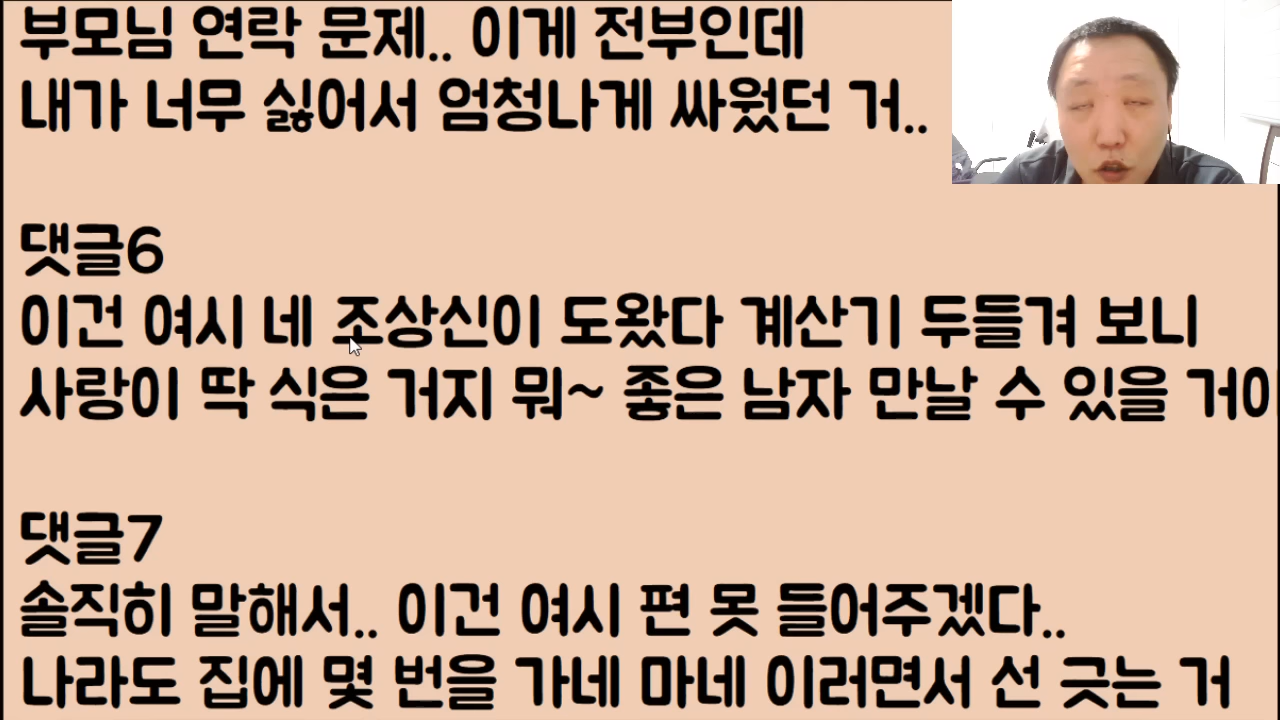 부모님 연락 문제.. 이게 전부인데
내가 너무 싫어서 엄청나게 싸웠던 거..
댓글6
이건 여시 네 조상신이 도왔다 계산기 두들겨 보니
사랑이 딱 식은 거지 뭐~ 좋은 남자 만날 수 있을 거야
댓글7
솔직히 말해서.. 이건 여시 편 못 들어주겠다..
나라도 집에 몇 번을 가네 마네 이러면서 선 긋는 거